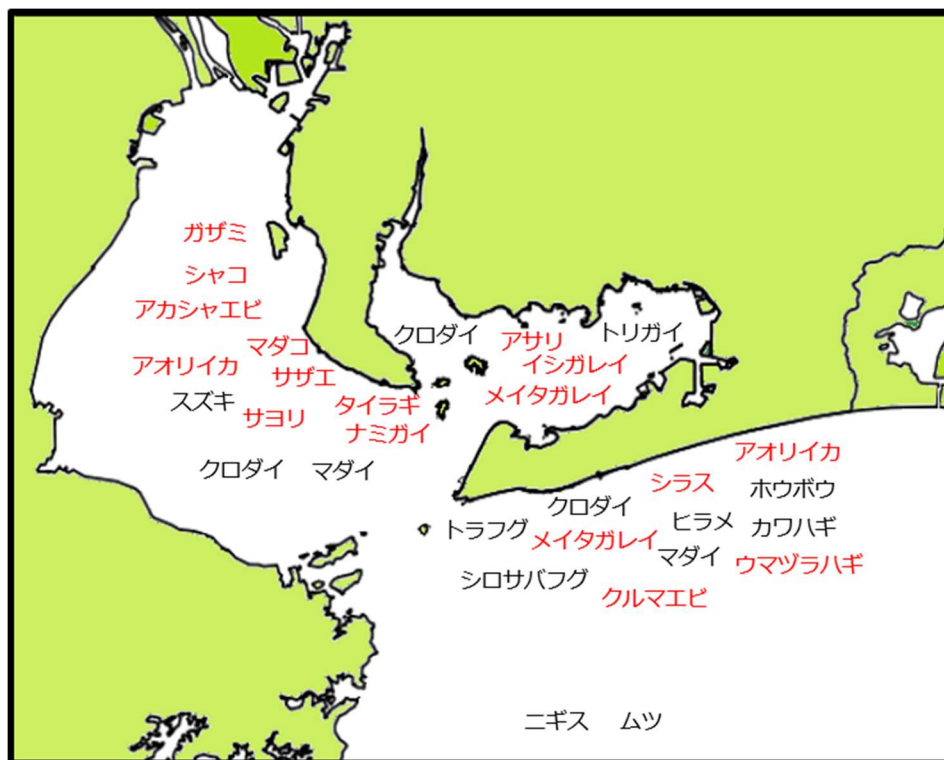 ガザミ
シャコ
アカシャエビ
マダコ
アオリイカ
サザエ
スズキ
サヨリ
タイラギ
ナミガイ
クロダイ
マダイ
クロダイ
アサリ
トリガイ
イシガレイ
メイタガレイ
アオリイカ
シラス
ホウボウ
クロダイ
ヒラメ
カワハギ
トラフグ
メイタガレイ
マダイ
ウマヅラハギ
シロサバフグ
クルマエビ
ニギス
ムツ